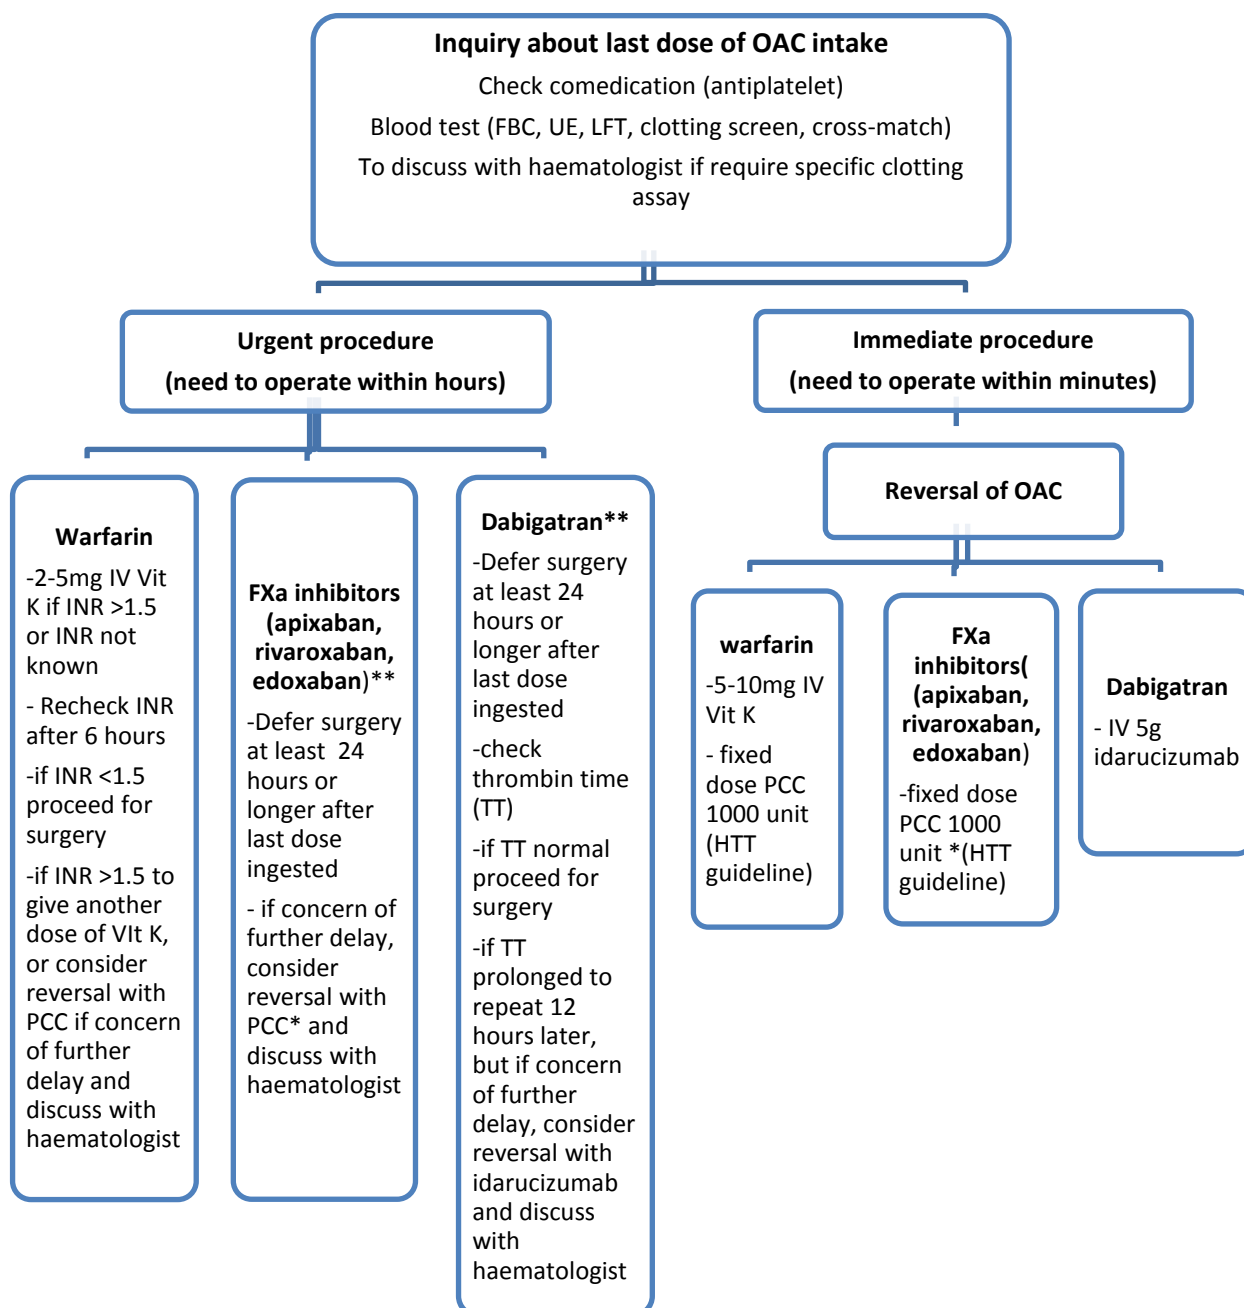 Inquiry about last dose of OAC intake
Check comedication (antiplatelet)
Blood test (FBC, UE, LFT, clotting screen, cross-match)
To discuss with haematologist if require specific clotting
assay
Urgent procedure
(need to operate within hours)
Immediate procedure
(need to operate within minutes)
Warfarin
-2-5mg IV Vit
K if INR >1.5
or INR not
known
- Recheck INR
after 6 hours
-if INR <1.5
proceed for
surgery
-if INR >1.5 to
give another
dose of VIt K,
or consider
reversal with
PCC if concern
of further
delay and
discuss with
haematologist
FXa inhibitors
(apixaban,
rivaroxaban,
edoxaban)**
-Defer surgery
at least 24
hours or
longer after
last dose
ingested
- if concern of
further delay,
consider
reversal with
PCC* and
discuss with
haematologist
Dabigatran**
-Defer surgery
at least 24
hours or
longer after
last dose
ingested
-check
thrombin time
(TT)
-if TT normal
proceed for
surgery
-if TT
prolonged to
repeat 12
hours later,
but if concern
of further
delay, consider
reversal with
idarucizumab
and discuss
with
haematologist
Reversal of OAC
warfarin
-5-10mg IV
Vit K
- fixed
dose PCC
1000 unit
(HTT
guideline)
FXa
inhibitors(
(apixaban,
rivaroxaban,
edoxaban)
-fixed dose
PCC 1000
unit *(HTT
guideline)
Dabigatran
- IV 5g
idarucizumab